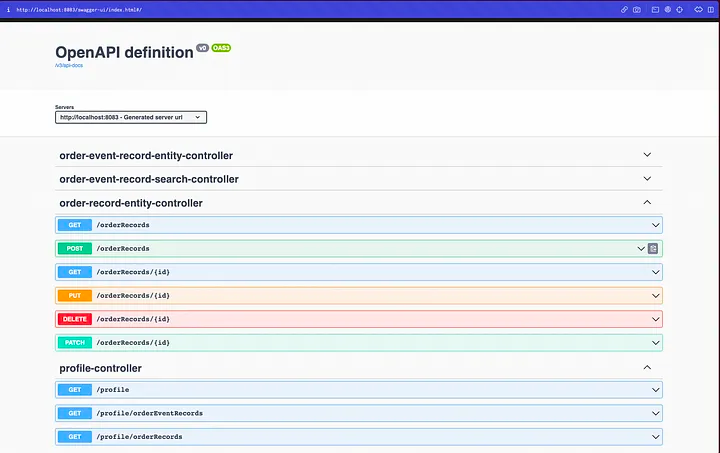 http://localhost:8083/swagger-ui/index.html#/
OpenAPI definition v0 OAS3
/v3/api-docs
Servers
http://localhost:8083 - Generated server url
order-event-record-entity-controller
order-event-record-search-controller
order-record-entity-controller
GET /orderRecords
POST /orderRecords
GET /orderRecords/{id}
PUT /orderRecords/{id}
DELETE /orderRecords/{id}
PATCH /orderRecords/{id}
profile-controller
GET /profile
GET /profile/orderEventRecords
GET /profile/orderRecords